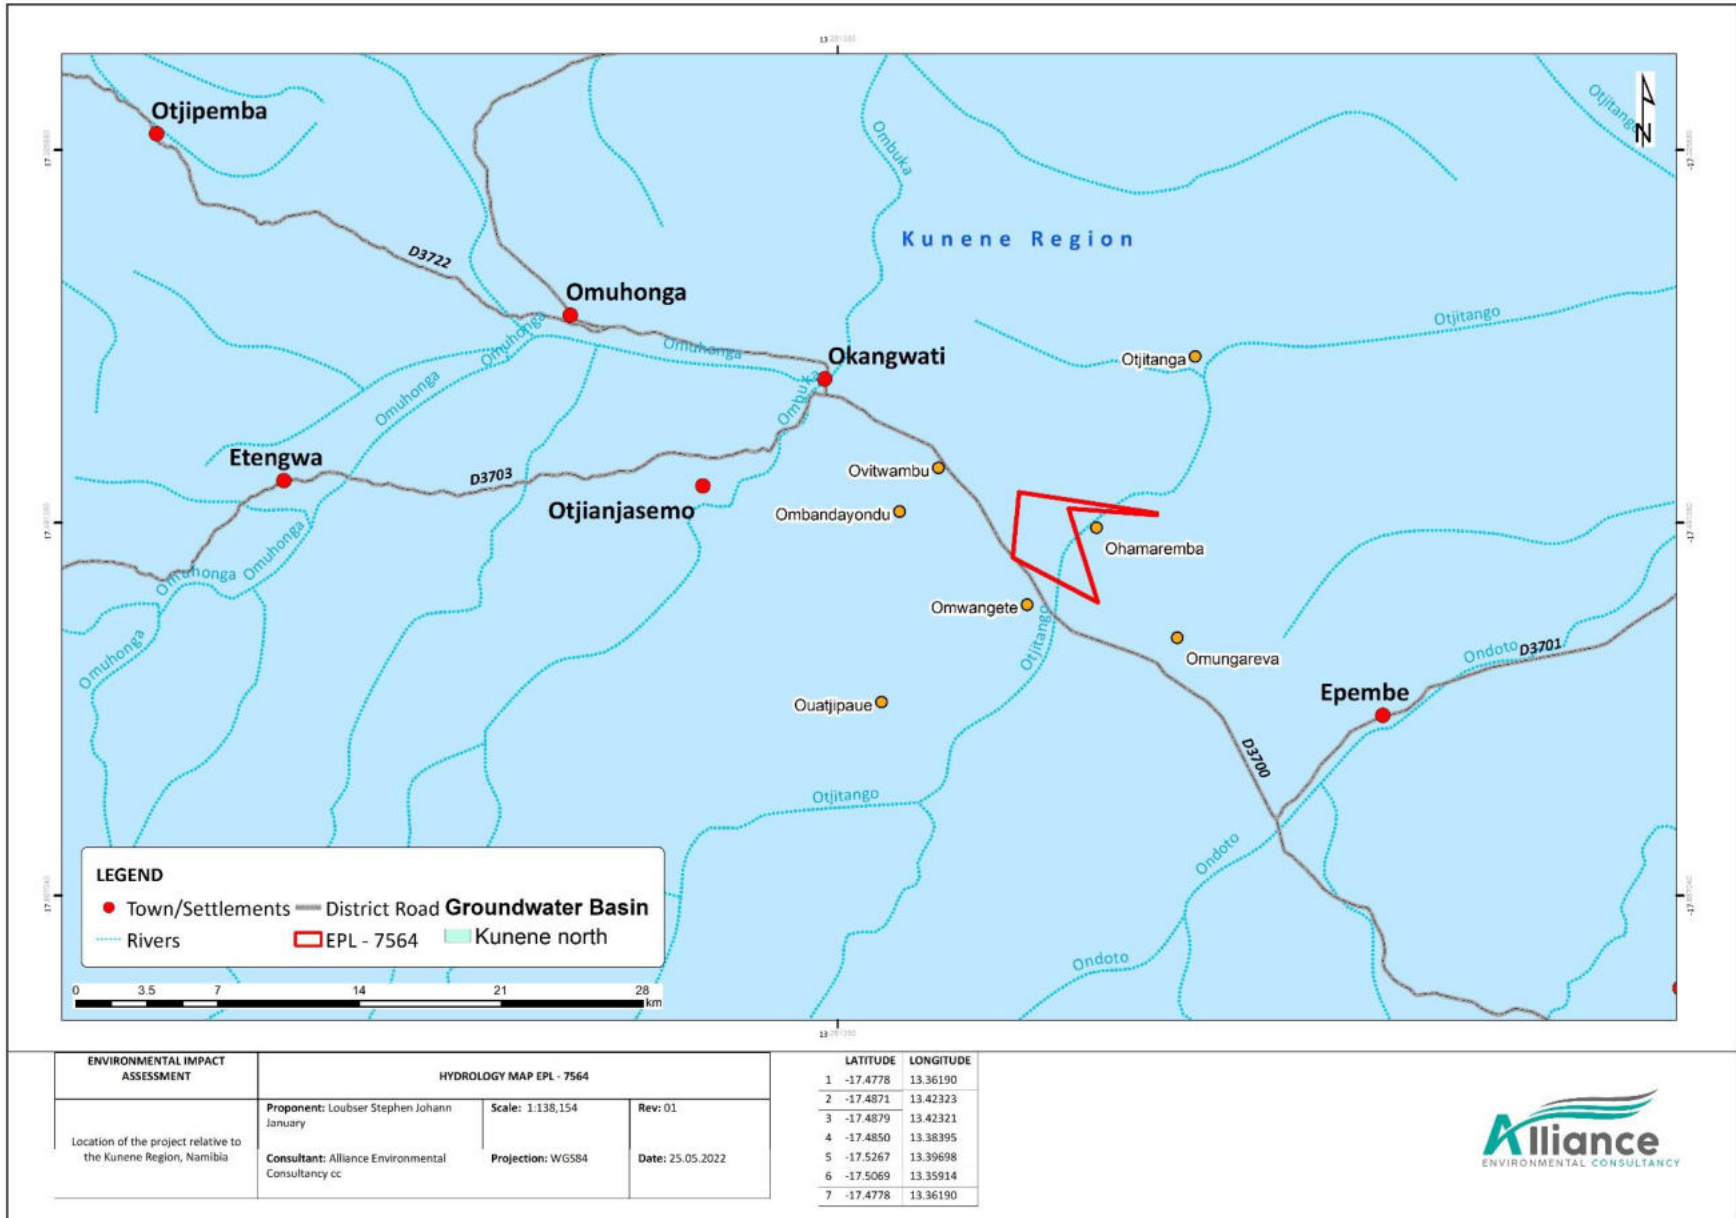 Otjipemba
Ombuka
Otjitango
Kunene Region
N
D3722
Omuhonga
Omuhonga
Omuhonga
Okangwati
Otjitanga
Otjitango
Ombuka
Omuhonga
Etengwa
D3703
Ovitwambu
Otjianjasemo
Ombandayondu
Ohamaremba
Omuhonga
Omuhonga
Omwangete
Omuhonga
Otjitango
Omungareva
Ondoto
D3701
Ouatjipaue
Epembe
D3700
Otjitango
Ondoto
Ondoto
LEGEND
Town/Settlements District Road Groundwater Basin
Rivers EPL - 7564 Kunene north
0 3.5 7 14 21 28
km
ENVIRONMENTAL IMPACT
ASSESSMENT
HYDROLOGY MAP EPL - 7564
Location of the project relative to
the Kunene Region, Namibia
Proponent: Loubser Stephen Johann
January
Scale: 1:138,154
Rev: 01
Consultant: Alliance Environmental
Consultancy cc
Projection: WGS84
Date: 25.05.2022
LATITUDE LONGITUDE
1 -17.4778 13.36190
2 -17.4871 13.42323
3 -17.4879 13.42321
4 -17.4850 13.38395
5 -17.5267 13.39698
6 -17.5069 13.35914
7 -17.4778 13.36190
Alliance
ENVIRONMENTAL CONSULTANCY